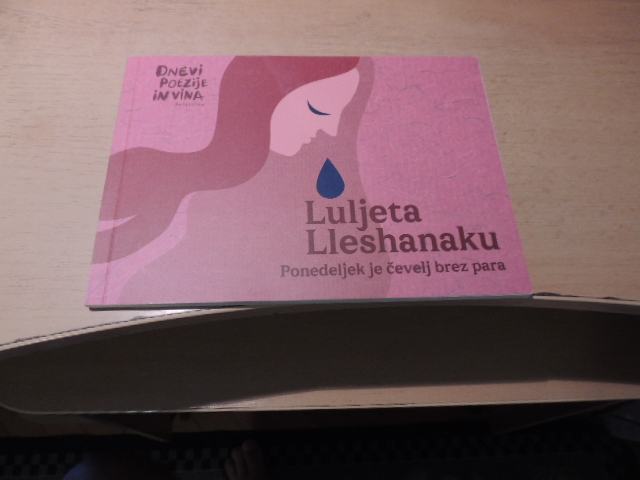 DNEVI
POEZIJE
IN VINA
Luljeta
Lleshanaku
Ponedeljek je čevelj brez para